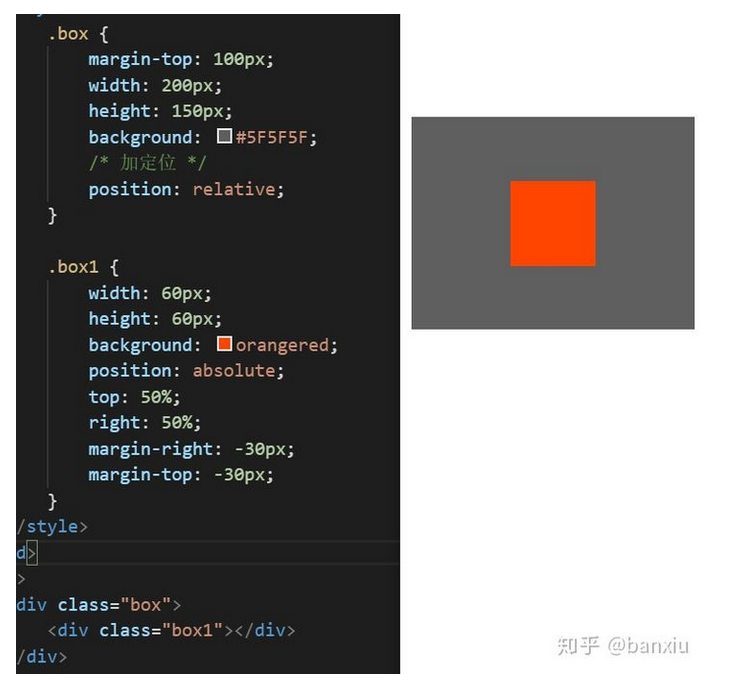 .box {
margin-top: 100px;
width: 200px;
height: 150px;
background: #5F5F5F;
/* 加定位 */
position: relative;
}
.box1 {
width: 60px;
height: 60px;
background: orangered;
position: absolute;
top: 50%;
right: 50%;
margin-right: -30px;
margin-top: -30px;
}
/style>
d>
>
div class="box">
<div class="box1"></div>
/div>
知乎 @banxiu